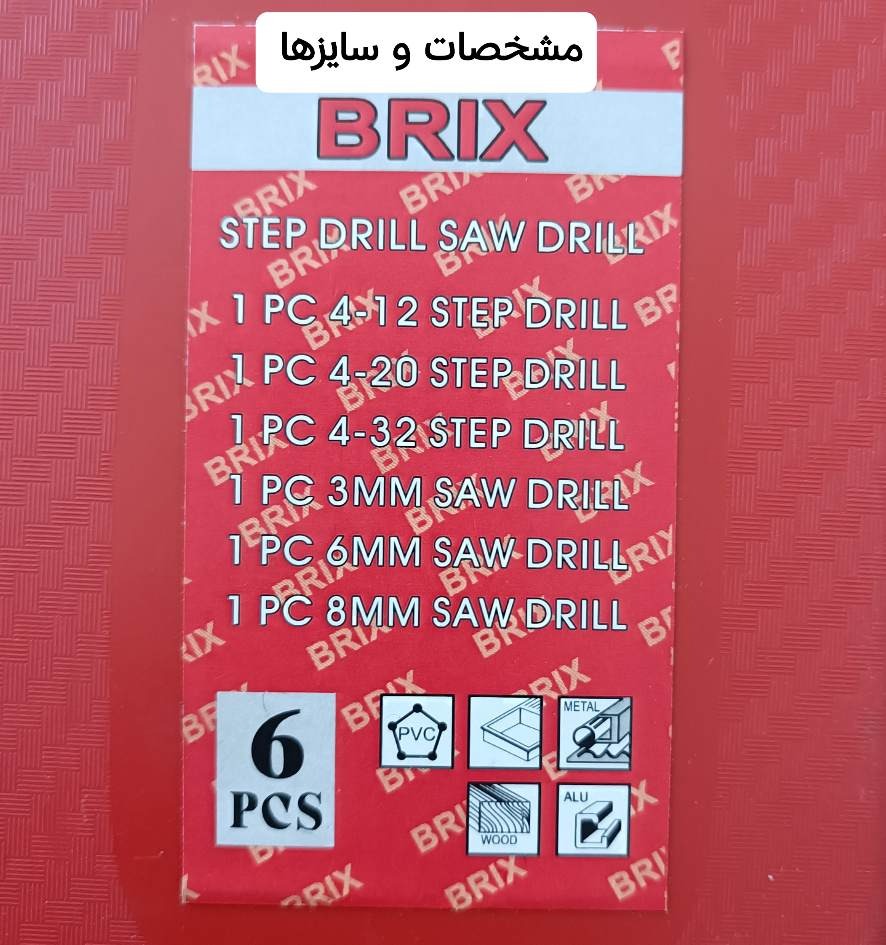 مشخصات و سایزها
BRIX
STEP DRILL SAW DRILL
1 PC 4-12 STEP DRILL
1 PC 4-20 STEP DRILL
1 PC 4-32 STEP DRILL
1 PC 3MM SAW DRILL
1 PC 6MM SAW DRILL
1 PC 8MM SAW DRILL
6
PCS
PVC
METAL
WOOD
ALU